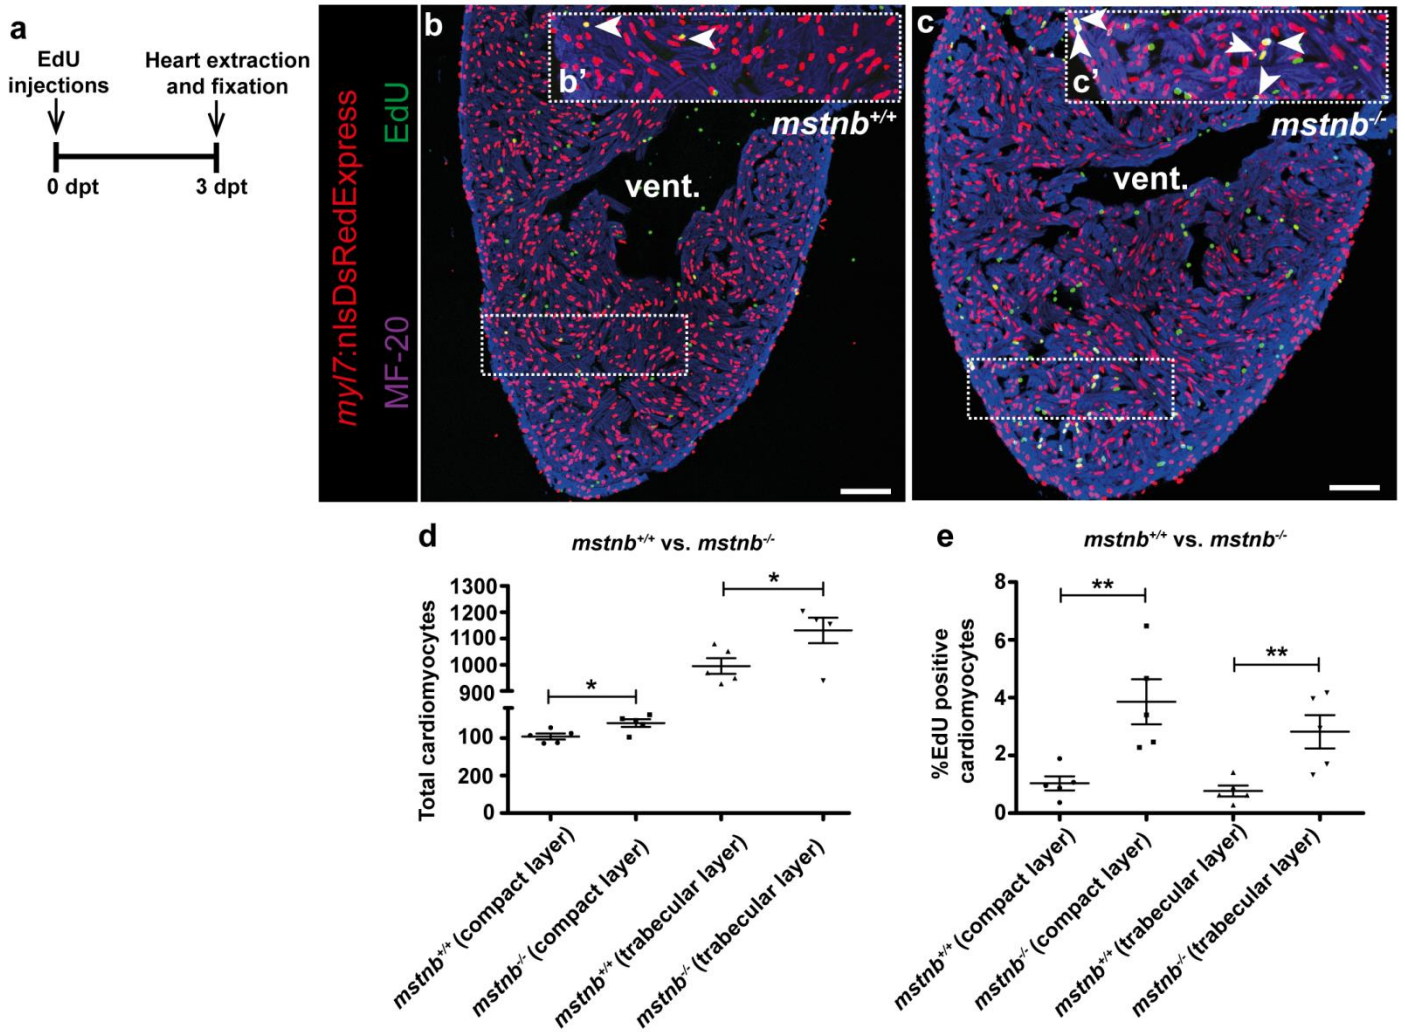 a
EdU
injections
Heart extraction
and fixation
0 dpt
3 dpt
myl7:nlsDsRedExpress
MF-20
EdU
b
b’
mstnb+/+
vent.
c
c’
mstnb-/-
vent.
d
mstnb+/+ vs. mstnb-/-
Total cardiomyocytes
1300
1200
1100
1000
900
100
200
0
*
*
mstnb+/+ (compact layer)
mstnb-/- (compact layer)
mstnb+/+ (trabecular layer)
mstnb-/- (trabecular layer)
e
mstnb+/+ vs. mstnb-/-
%EdU positive
cardiomyocytes
8
6
4
2
0
**
**
mstnb+/+ (compact layer)
mstnb-/- (compact layer)
mstnb+/+ (trabecular layer)
mstnb-/- (trabecular layer)